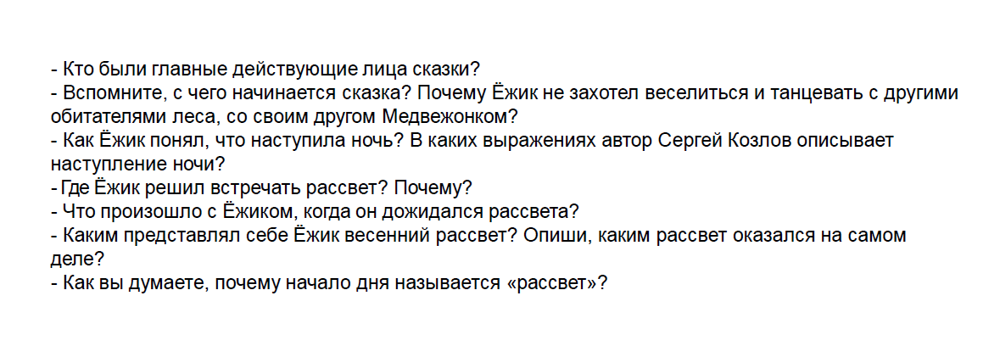 - Кто были главные действующие лица сказки?
- Вспомните, с чего начинается сказка? Почему Ёжик не захотел веселиться и танцевать с другими
обитателями леса, со своим другом Медвежонком?
- Как Ёжик понял, что наступила ночь? В каких выражениях автор Сергей Козлов описывает
наступление ночи?
- Где Ёжик решил встречать рассвет? Почему?
- Что произошло с Ёжиком, когда он дожидался рассвета?
- Каким представлял себе Ёжик весенний рассвет? Опиши, каким рассвет оказался на самом
деле?
- Как вы думаете, почему начало дня называется «рассвет»?